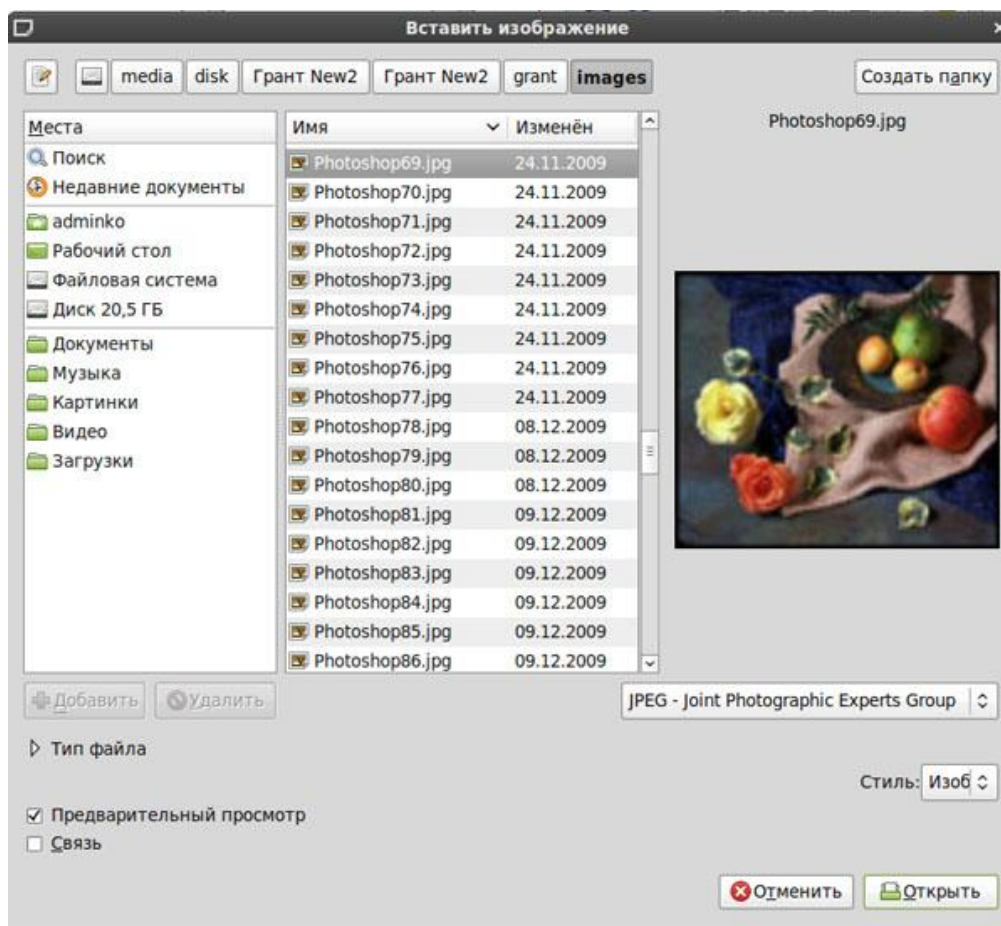 Вставить изображение
media disk Грант New2 Грант New2 grant images Создать папку
Места
Поиск
Недавние документы
adminko
Рабочий стол
Файловая система
Диск 20,5 ГБ
Документы
Музыка
Картинки
Видео
Загрузки
Имя Изменён
Photoshop69.jpg 24.11.2009
Photoshop70.jpg 24.11.2009
Photoshop71.jpg 24.11.2009
Photoshop72.jpg 24.11.2009
Photoshop73.jpg 24.11.2009
Photoshop74.jpg 24.11.2009
Photoshop75.jpg 24.11.2009
Photoshop76.jpg 24.11.2009
Photoshop77.jpg 24.11.2009
Photoshop78.jpg 08.12.2009
Photoshop79.jpg 08.12.2009
Photoshop80.jpg 08.12.2009
Photoshop81.jpg 09.12.2009
Photoshop82.jpg 09.12.2009
Photoshop83.jpg 09.12.2009
Photoshop84.jpg 09.12.2009
Photoshop85.jpg 09.12.2009
Photoshop86.jpg 09.12.2009
Photoshop69.jpg
Добавить Удалить
JPEG - Joint Photographic Experts Group
Тип файла
Стиль: Изоб
Предварительный просмотр
Связь
Отменить Открыть